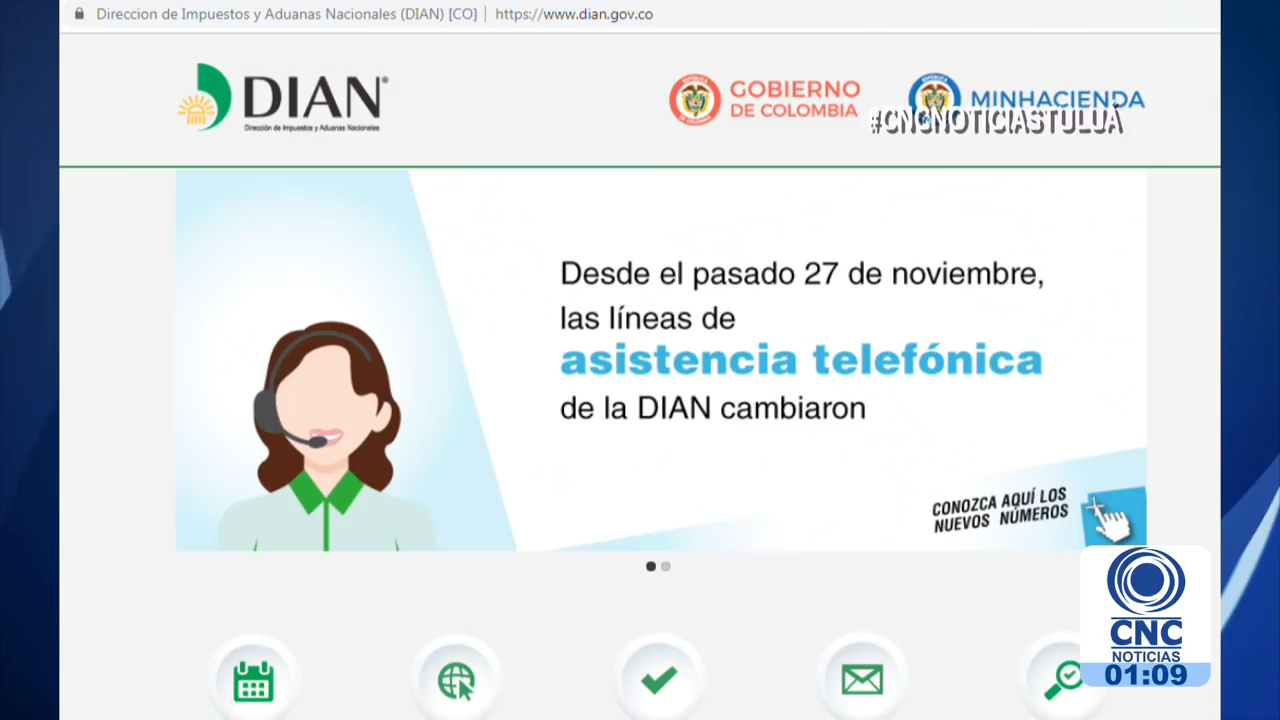 Direccion de Impuestos y Aduanas Nacionales (DIAN) [CO] | https://www.dian.gov.co
DIAN®
Dirección de Impuestos y Aduanas Nacionales
GOBIERNO
DE COLOMBIA
MINHACIENDA
#CNCNOTICIASTULUÁ
Desde el pasado 27 de noviembre,
las líneas de
asistencia telefónica
de la DIAN cambiaron
CONOZCA AQUÍ LOS
NUEVOS NÚMEROS
CNC
NOTICIAS
01:09